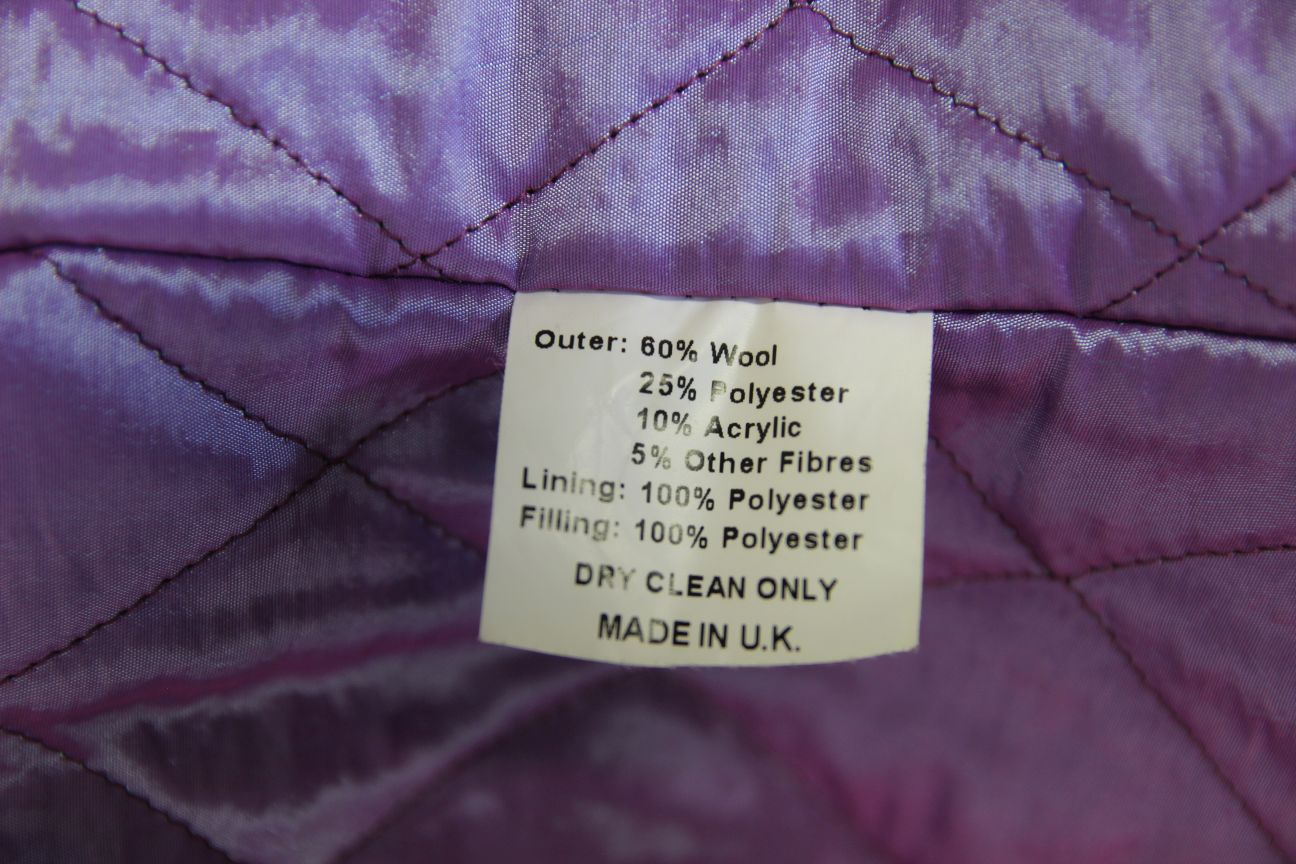 Outer: 60% Wool
25% Polyester
10% Acrylic
5% Other Fibres
Lining: 100% Polyester
Filling: 100% Polyester
DRY CLEAN ONLY
MADE IN U.K.